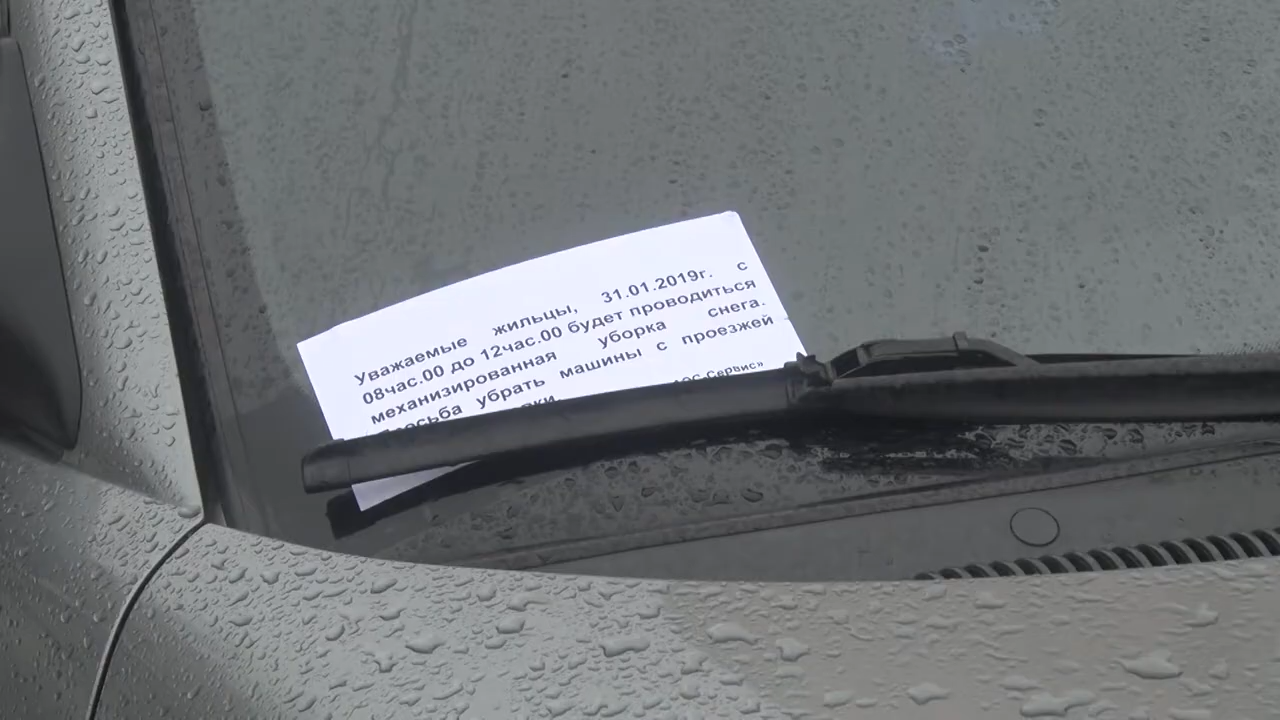 Уважаемые жильцы, 31.01.2019г. с
08час.00 до 12час.00 будет проводиться
механизированная уборка снега.
Просьба убрать машины с проезжей
Сервис»